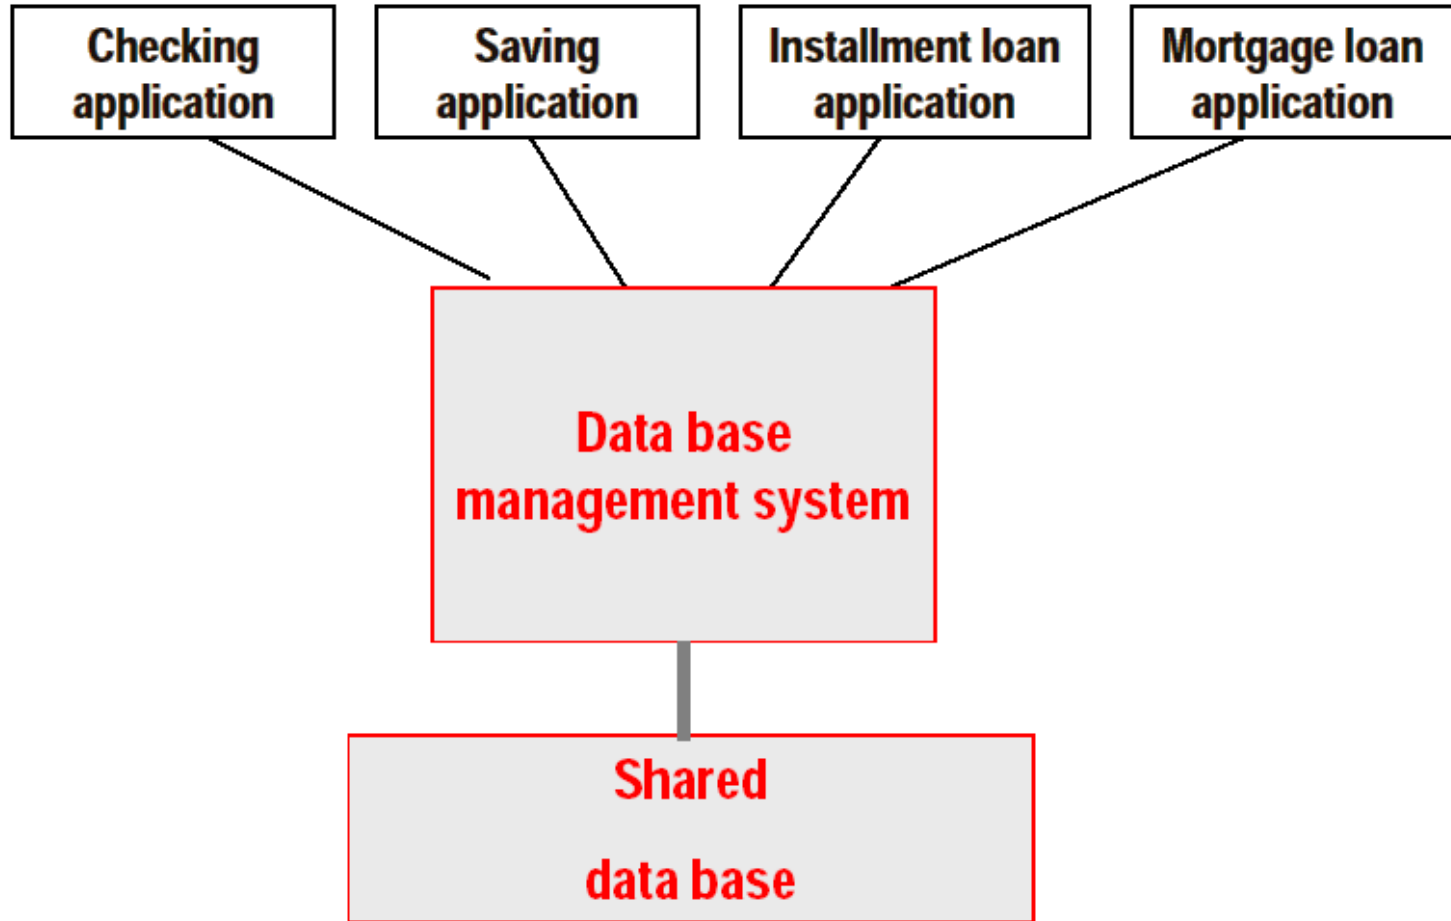 Checking
application
Saving
application
Installment loan
application
Mortgage loan
application
Data base
management system
Shared
data base